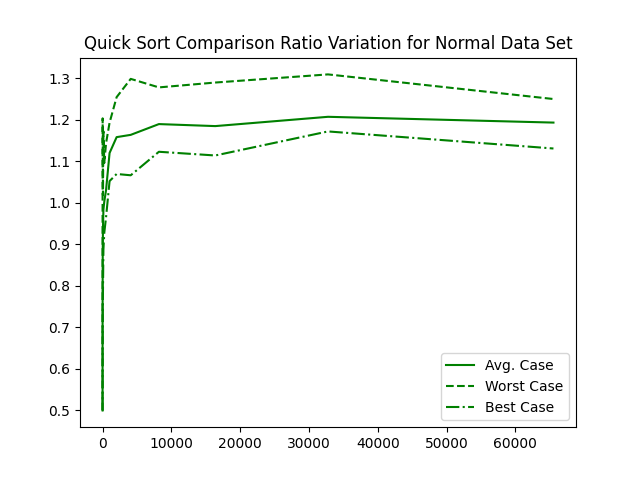 Quick Sort Comparison Ratio Variation for Normal Data Set
1.3
1.2
1.1
1.0
0.9
0.8
0.7
0.6
0.5
Avg. Case
Worst Case
Best Case
0 10000 20000 30000 40000 50000 60000